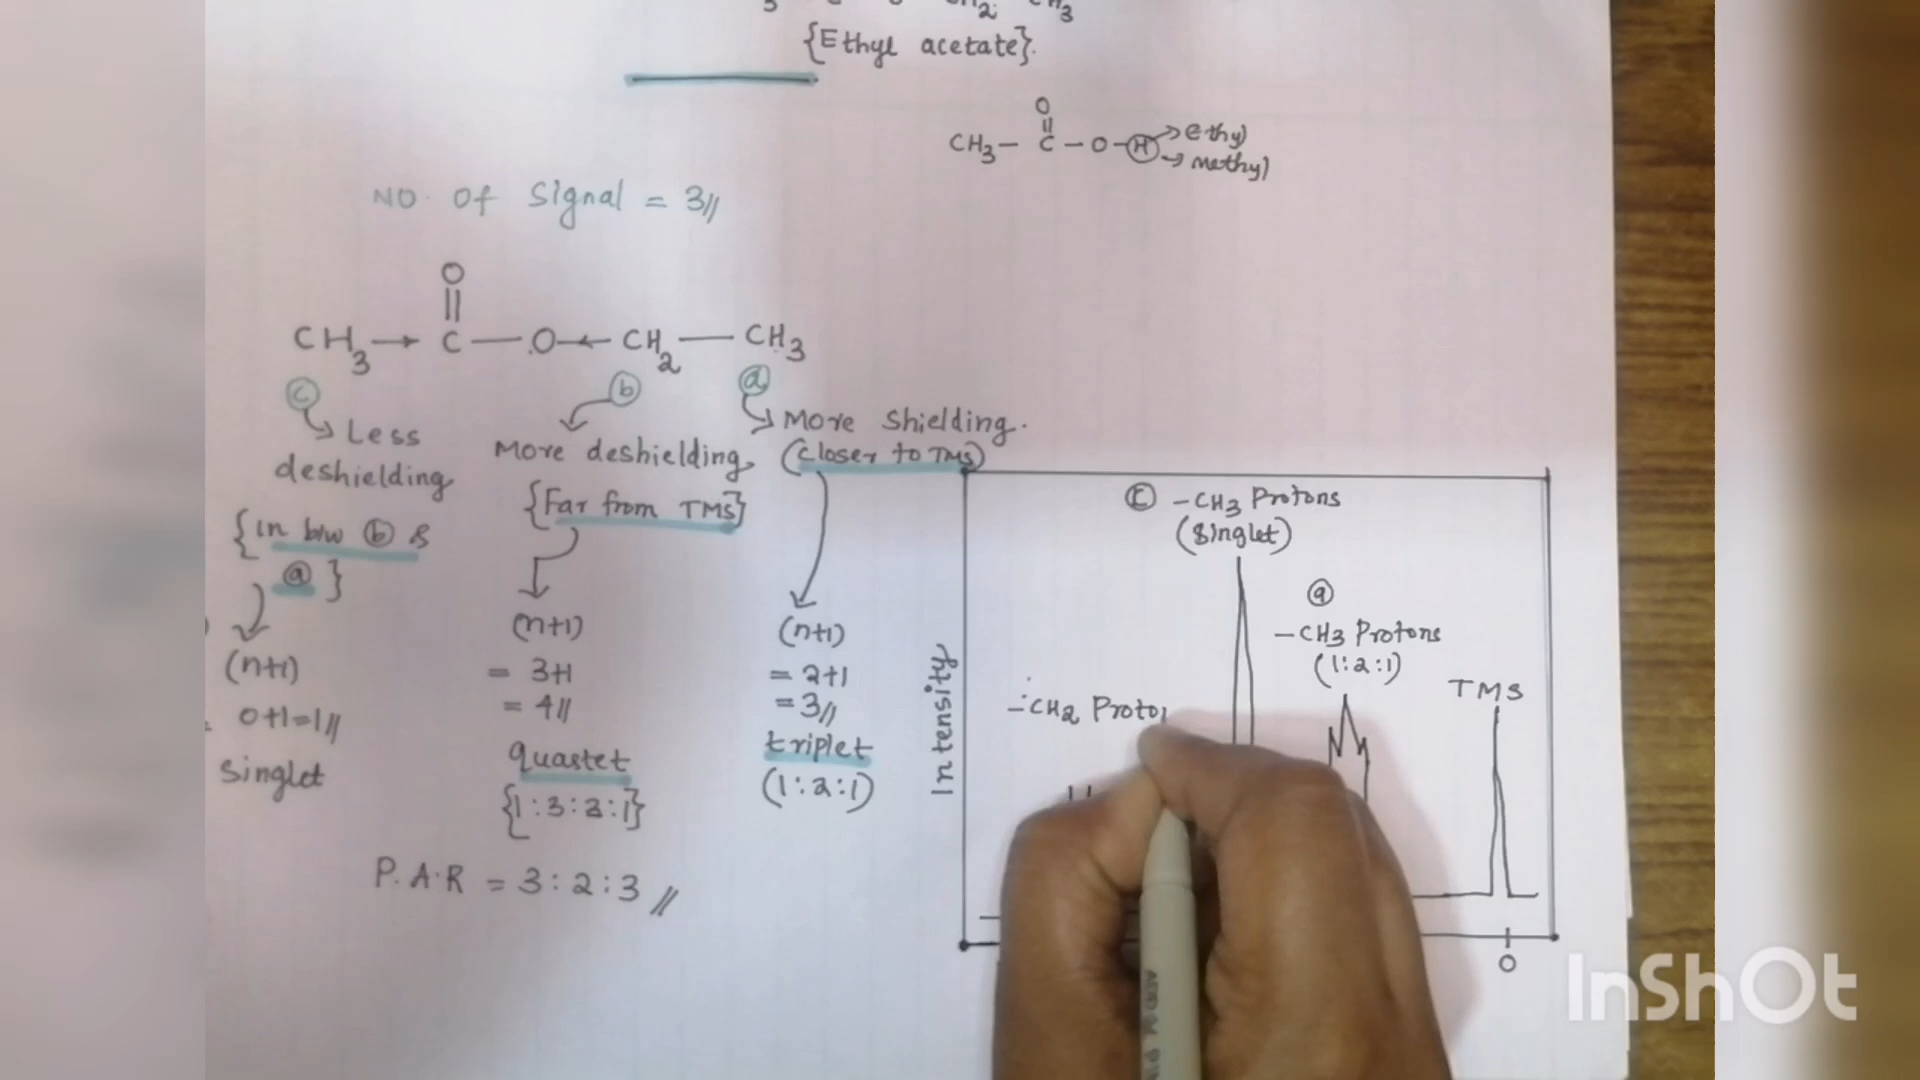 {Ethyl acetate}.
O
||
CH3 — C — O — H → ethyl
→ methyl
NO. Of Signal = 3//
O
||
CH3 → C — O ← CH2 — CH3
c b a
Less deshielding
{in b/w b &
a }
(n+1)
0+1=1//
Singlet
More deshielding
{Far from TMS}
(n+1)
= 3+1
= 4//
quastet
{1:3:3:1}
More Shielding.
(Closer to TMS)
(n+1)
= 2+1
= 3//
triplet
(1:2:1)
P.A.R = 3:2:3 //
Intensity
c -CH3 Protons
(Singlet)
a
-CH3 Protons
(1:2:1)
TMS
-CH2 Proto
0
InShOt